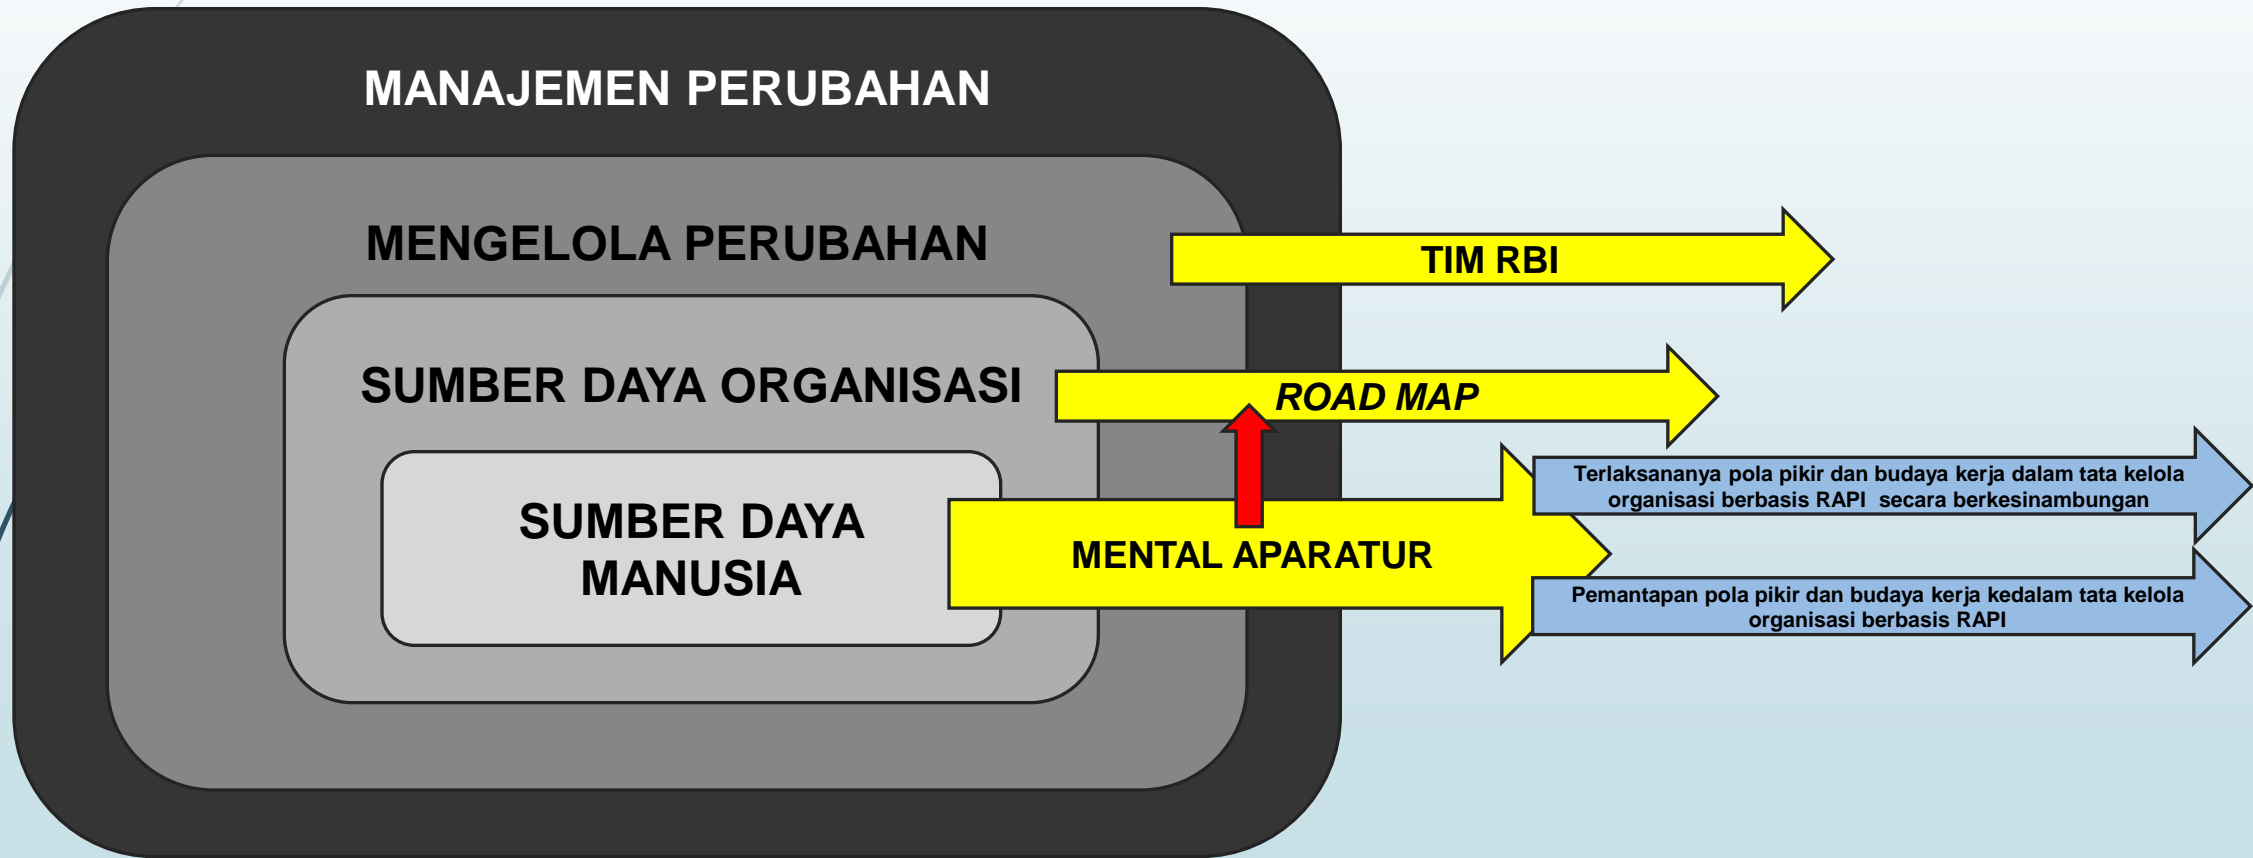 MANAJEMEN PERUBAHAN
MENGELOLA PERUBAHAN
TIM RBI
SUMBER DAYA ORGANISASI
ROAD MAP
SUMBER DAYA
MANUSIA
MENTAL APARATUR
Terlaksananya pola pikir dan budaya kerja dalam tata kelola
organisasi berbasis RAPI secara berkesinambungan
Pemantapan pola pikir dan budaya kerja kedalam tata kelola
organisasi berbasis RAPI